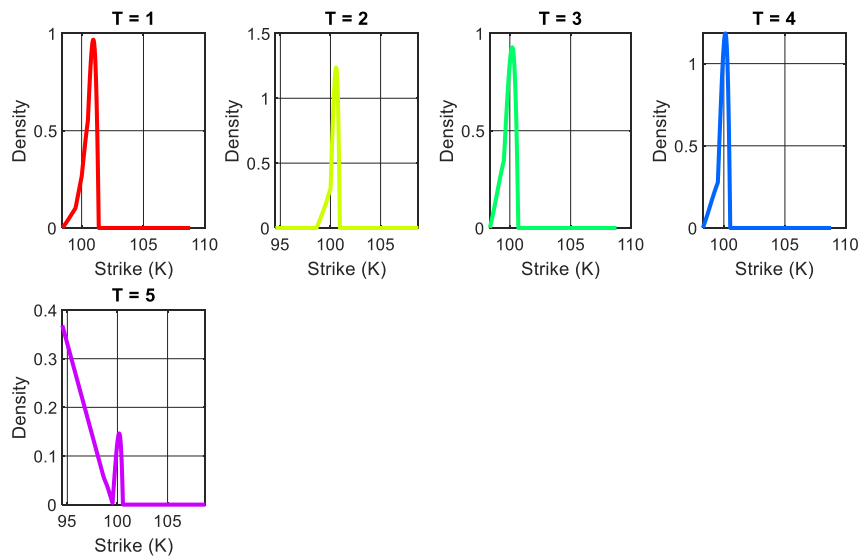 T = 1
1
0.5
0
100
105
110
Density
Strike (K)
T = 2
1.5
1
0.5
0
95
100
105
Density
Strike (K)
T = 3
1
0.5
0
100
105
110
Density
Strike (K)
T = 4
1
0.5
0
100
105
110
Density
Strike (K)
T = 5
0.4
0.3
0.2
0.1
0
95
100
105
Density
Strike (K)